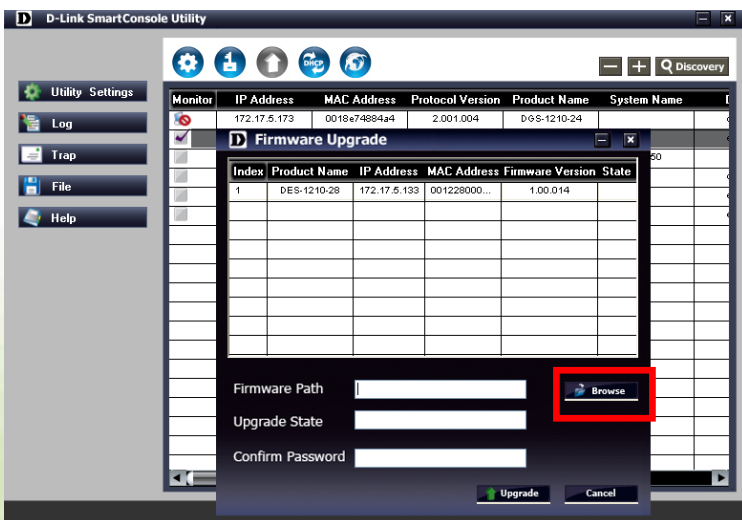 D D-Link SmartConsole Utility
DHCP
Discovery
Utility Settings
Log
Trap
File
Help
Monitor IP Address MAC Address Protocol Version Product Name System Name
172.17.5.173 0018e74884a4 2.001.004 DGS-1210-24
50
D Firmware Upgrade
Index Product Name IP Address MAC Address Firmware Version State
1 DES-1210-28 172.17.5.133 001228000... 1.00.014
Firmware Path
Browse
Upgrade State
Confirm Password
Upgrade Cancel